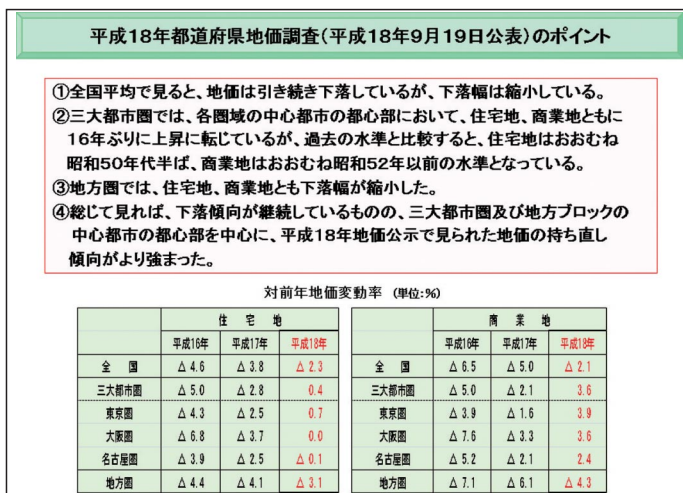 平成18年都道府県地価調査(平成18年9月19日公表)のポイント
①全国平均で見ると、地価は引き続き下落しているが、下落幅は縮小している。
②三大都市圏では、各圏域の中心都市の都心部において、住宅地、商業地ともに
16年ぶりに上昇に転じているが、過去の水準と比較すると、住宅地はおおむね
昭和50年代半ば、商業地はおおむね昭和52年以前の水準となっている。
③地方圏では、住宅地、商業地とも下落幅が縮小した。
④総じて見れば、下落傾向が継続しているものの、三大都市圏及び地方ブロックの
中心都市の都心部を中心に、平成18年地価公示で見られた地価の持ち直し
傾向がより強まった。
対前年地価変動率 (単位:%)
住 宅 地
平成16年 平成17年 平成18年
全 国 △ 4.6 △ 3.8 △ 2.3
三大都市圏 △ 5.0 △ 2.8 0.4
東京圏 △ 4.3 △ 2.5 0.7
大阪圏 △ 6.8 △ 3.7 0.0
名古屋圏 △ 3.9 △ 2.5 △ 0.1
地方圏 △ 4.4 △ 4.1 △ 3.1
商 業 地
平成16年 平成17年 平成18年
全 国 △ 6.5 △ 5.0 △ 2.1
三大都市圏 △ 5.0 △ 2.1 3.6
東京圏 △ 3.9 △ 1.6 3.9
大阪圏 △ 7.6 △ 3.3 3.6
名古屋圏 △ 5.2 △ 2.1 2.4
地方圏 △ 7.1 △ 6.1 △ 4.3